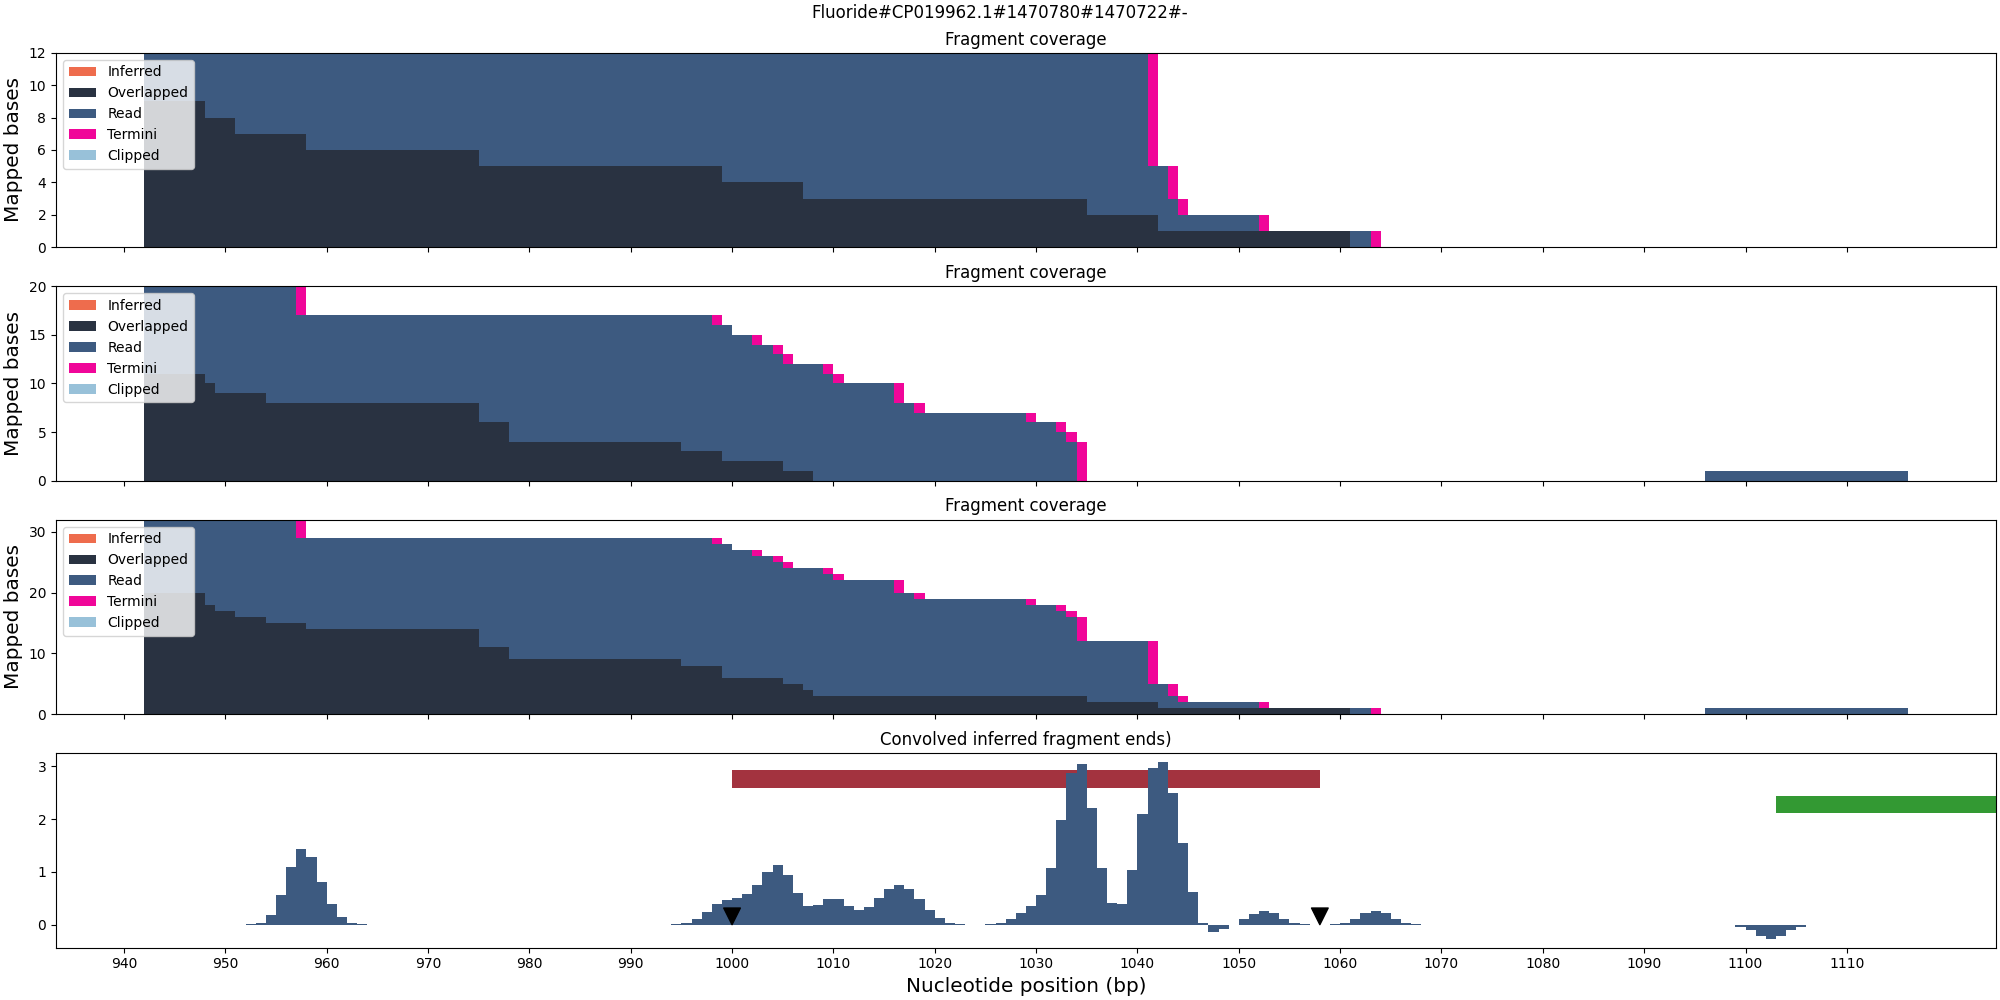 Fluoride#CP019962.1#1470780#1470722#-
Fragment coverage
Mapped bases
12
10
8
6
4
2
0
Inferred
Overlapped
Read
Termini
Clipped
Fragment coverage
Mapped bases
20
15
10
5
0
Inferred
Overlapped
Read
Termini
Clipped
Fragment coverage
Mapped bases
30
20
10
0
Inferred
Overlapped
Read
Termini
Clipped
Convolved inferred fragment ends)
3
2
1
0
940 950 960 970 980 990 1000 1010 1020 1030 1040 1050 1060 1070 1080 1090 1100 1110
Nucleotide position (bp)